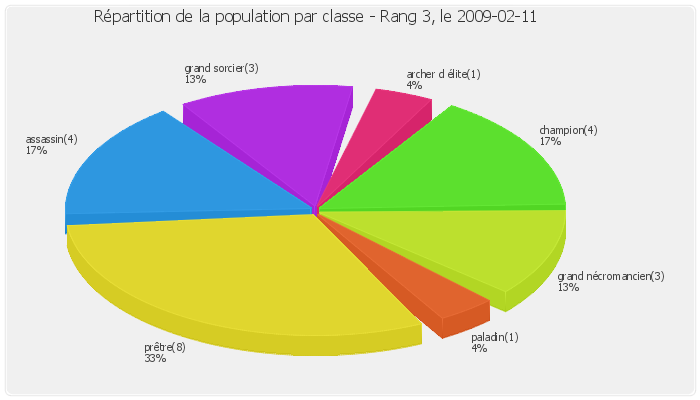 Répartition de la population par classe - Rang 3, le 2009-02-11
grand sorcier(3)
13%
archer d élite(1)
4%
assassin(4)
17%
champion(4)
17%
grand nécromancien(3)
13%
paladin(1)
4%
prêtre(8)
33%